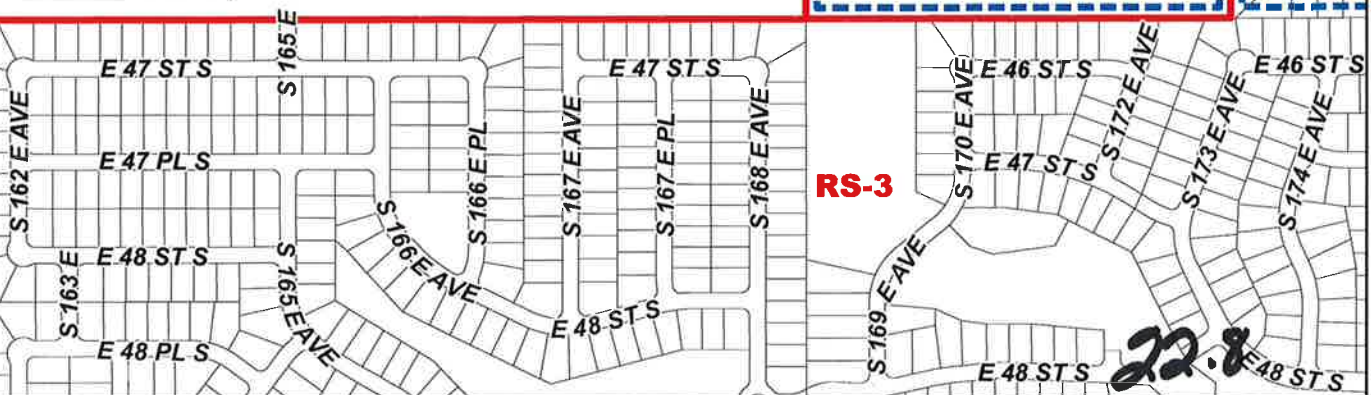 S 165 E
E 47 ST S
E 47 ST S
E 46 ST S
E 46 ST S
S 162 E AVE
S 166 E PL
S 167 E AVE
S 167 E PL
S 168 E AVE
S 170 E AVE
S 172 E AVE
S 173 E AVE
S 174 E AVE
E 47 PL S
E 47 ST S
RS-3
S 166 E AVE
E 48 ST S
S 163 E
S 165 E AVE
S 169 E AVE
E 48 ST S
E 48 PL S
E 48 ST S
22.8
E 48 ST S